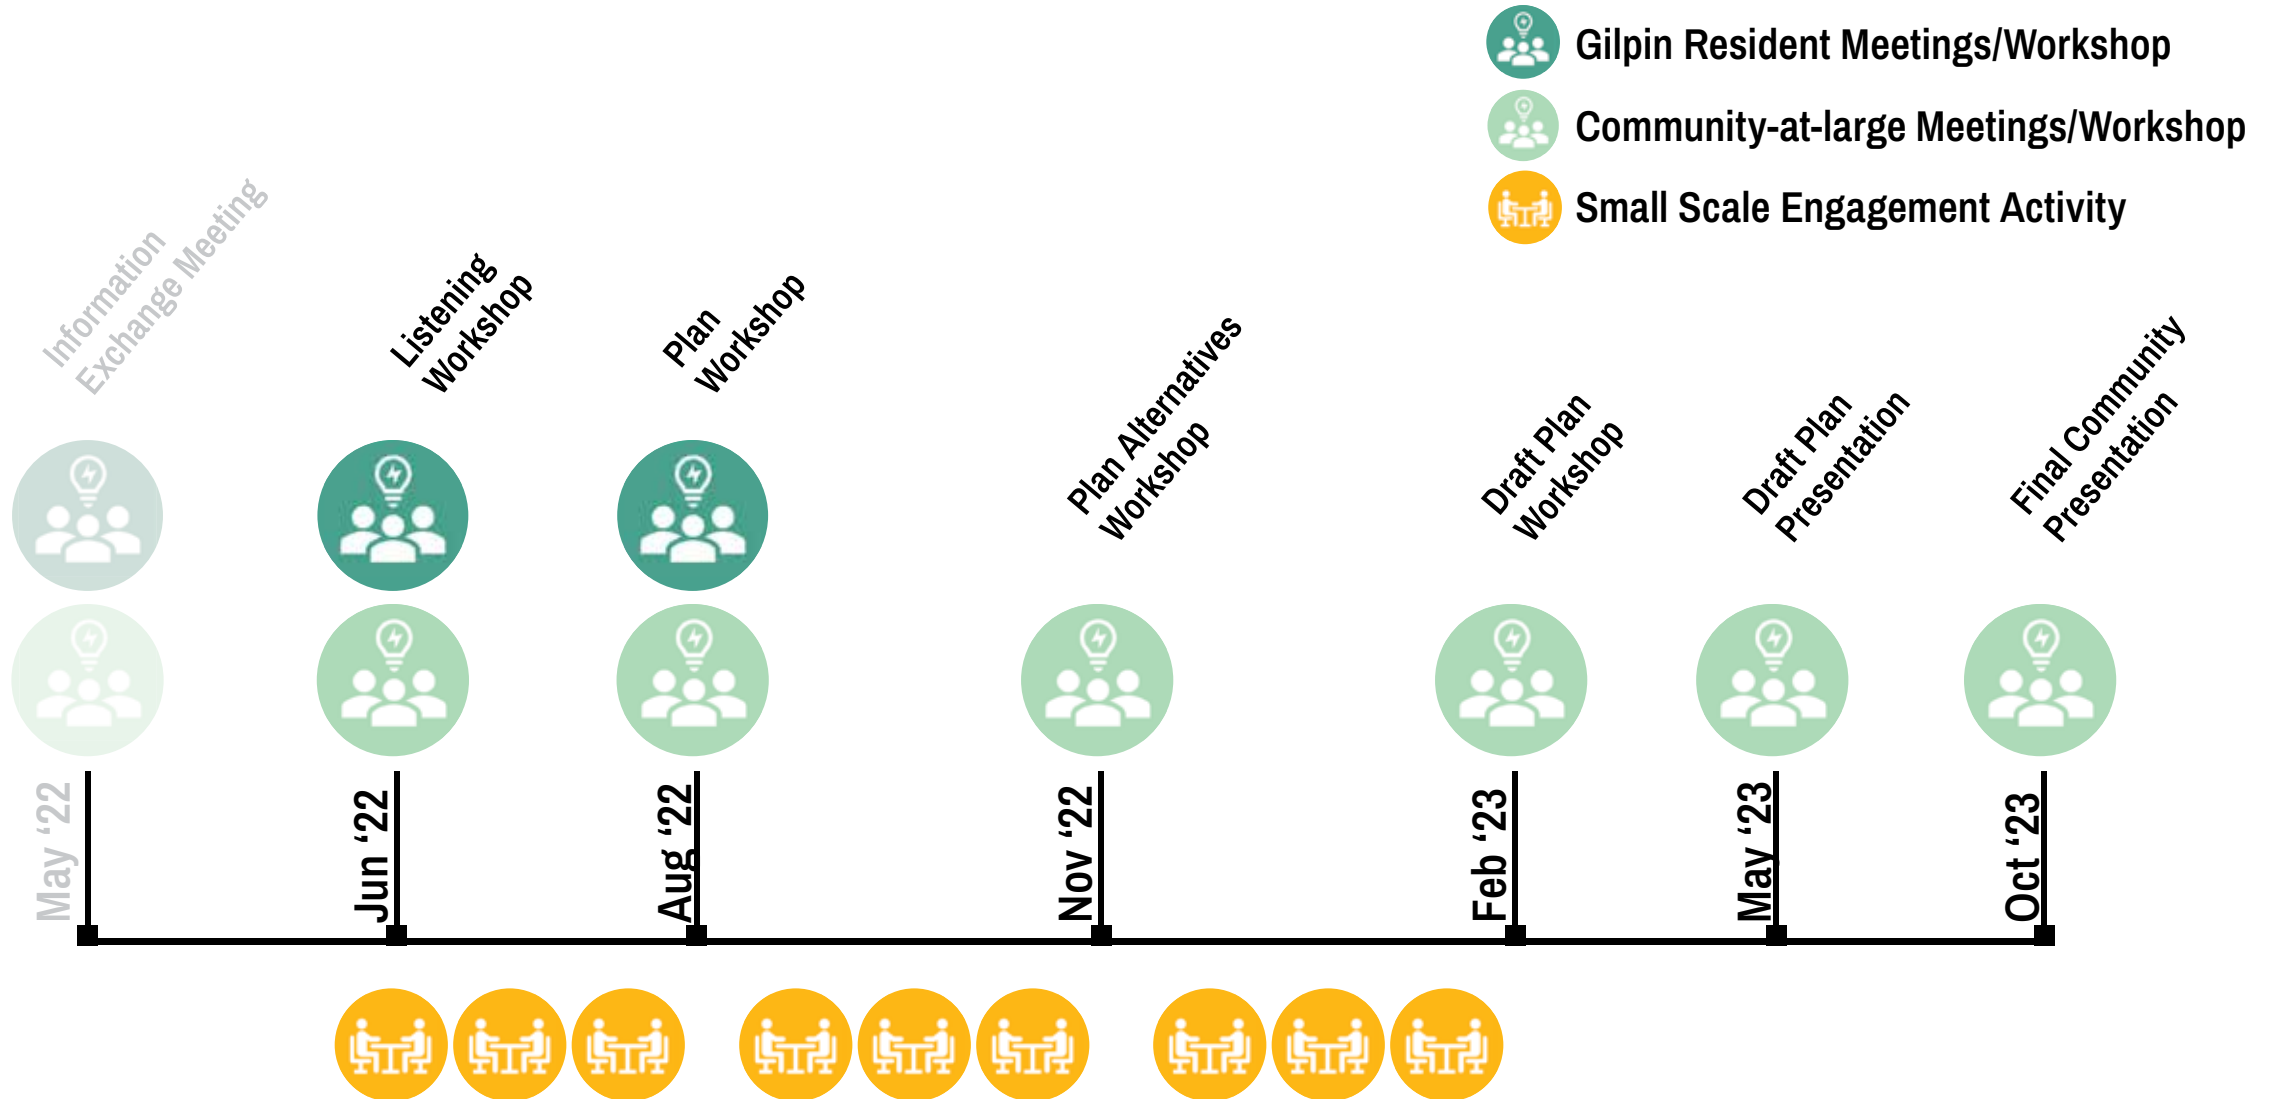 Gilpin Resident Meetings/Workshop
Community-at-large Meetings/Workshop
Small Scale Engagement Activity
Information
Exchange Meeting
Listening
Workshop
Plan
Workshop
Plan Alternatives
Workshop
Draft Plan
Workshop
Draft Plan
Presentation
Final Community
Presentation
May ‘22
Jun ‘22
Aug ‘22
Nov ‘22
Feb ‘23
May ‘23
Oct ‘23